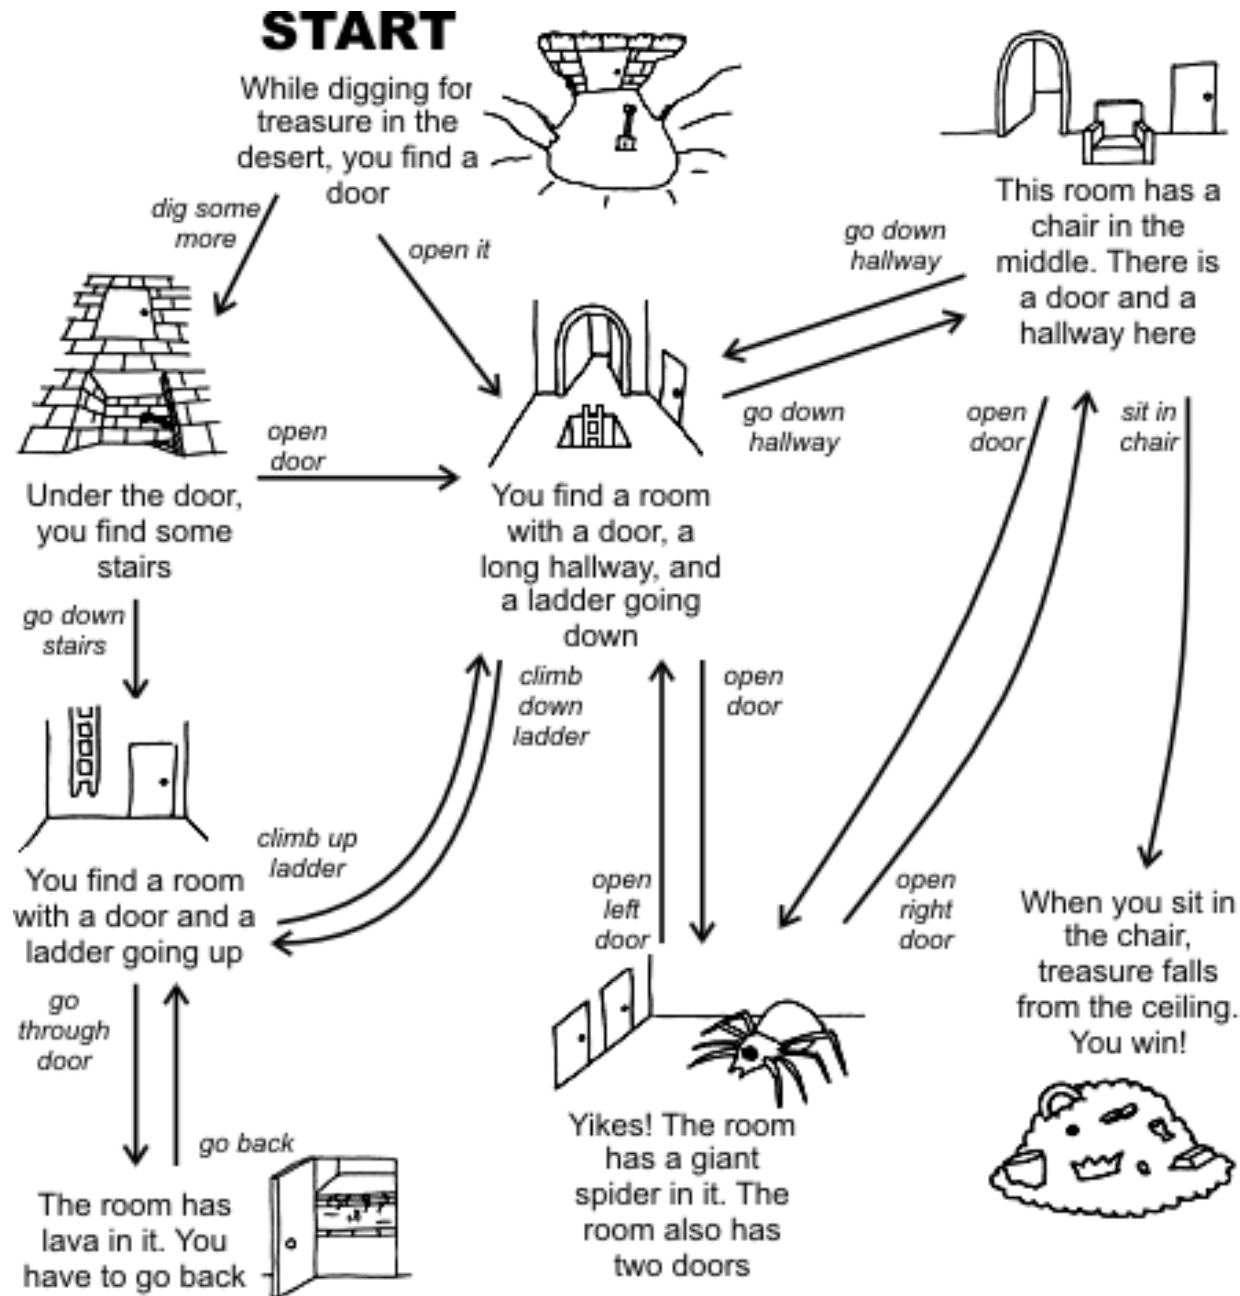 START
While digging for
treasure in the
desert, you find a
door
dig some
more
open it
This room has a
chair in the
middle. There is
a door and a
hallway here
go down
hallway
go down
hallway
open
door
sit in
chair
open
door
Under the door,
you find some
stairs
You find a room
with a door, a
long hallway, and
a ladder going
down
go down
stairs
climb
down
ladder
open
door
climb up
ladder
You find a room
with a door and a
ladder going up
open
left
door
open
right
door
When you sit in
the chair,
treasure falls
from the ceiling.
You win!
go
through
door
go back
Yikes! The room
has a giant
spider in it. The
room also has
two doors
The room has
lava in it. You
have to go back